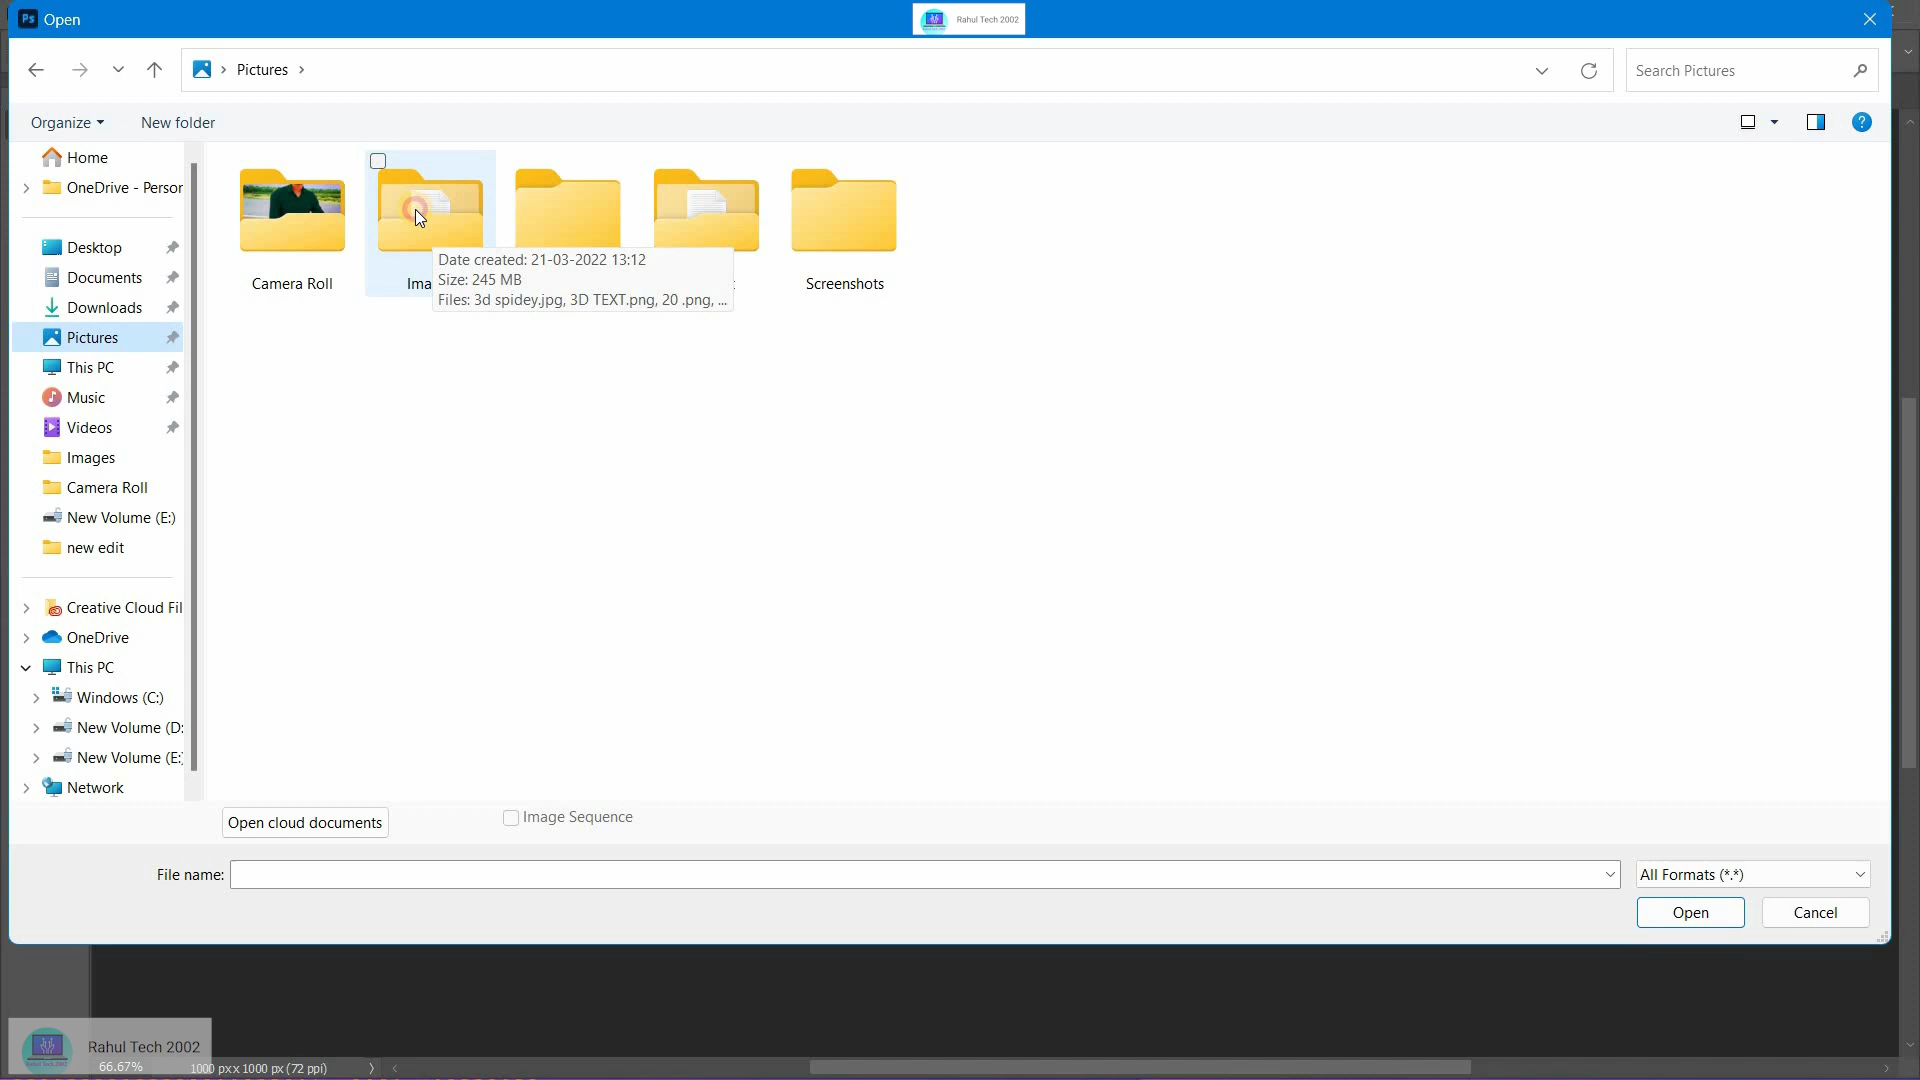 Ps Open
Rahul Tech 2002
Pictures
Search Pictures
Organize
New folder
Home
OneDrive - Person
Desktop
Documents
Downloads
Pictures
This PC
Music
Videos
Images
Camera Roll
New Volume (E:)
new edit
Creative Cloud Fil
OneDrive
This PC
Windows (C:)
New Volume (D:
New Volume (E:)
Network
Camera Roll
Ima
Screenshots
Date created: 21-03-2022 13:12
Size: 245 MB
Files: 3d spidey.jpg, 3D TEXT.png, 20 .png, ...
Open cloud documents
Image Sequence
File name:
All Formats (*.*)
Open
Cancel
Rahul Tech 2002
66.67%
1000 px x 1000 px (72 ppi)